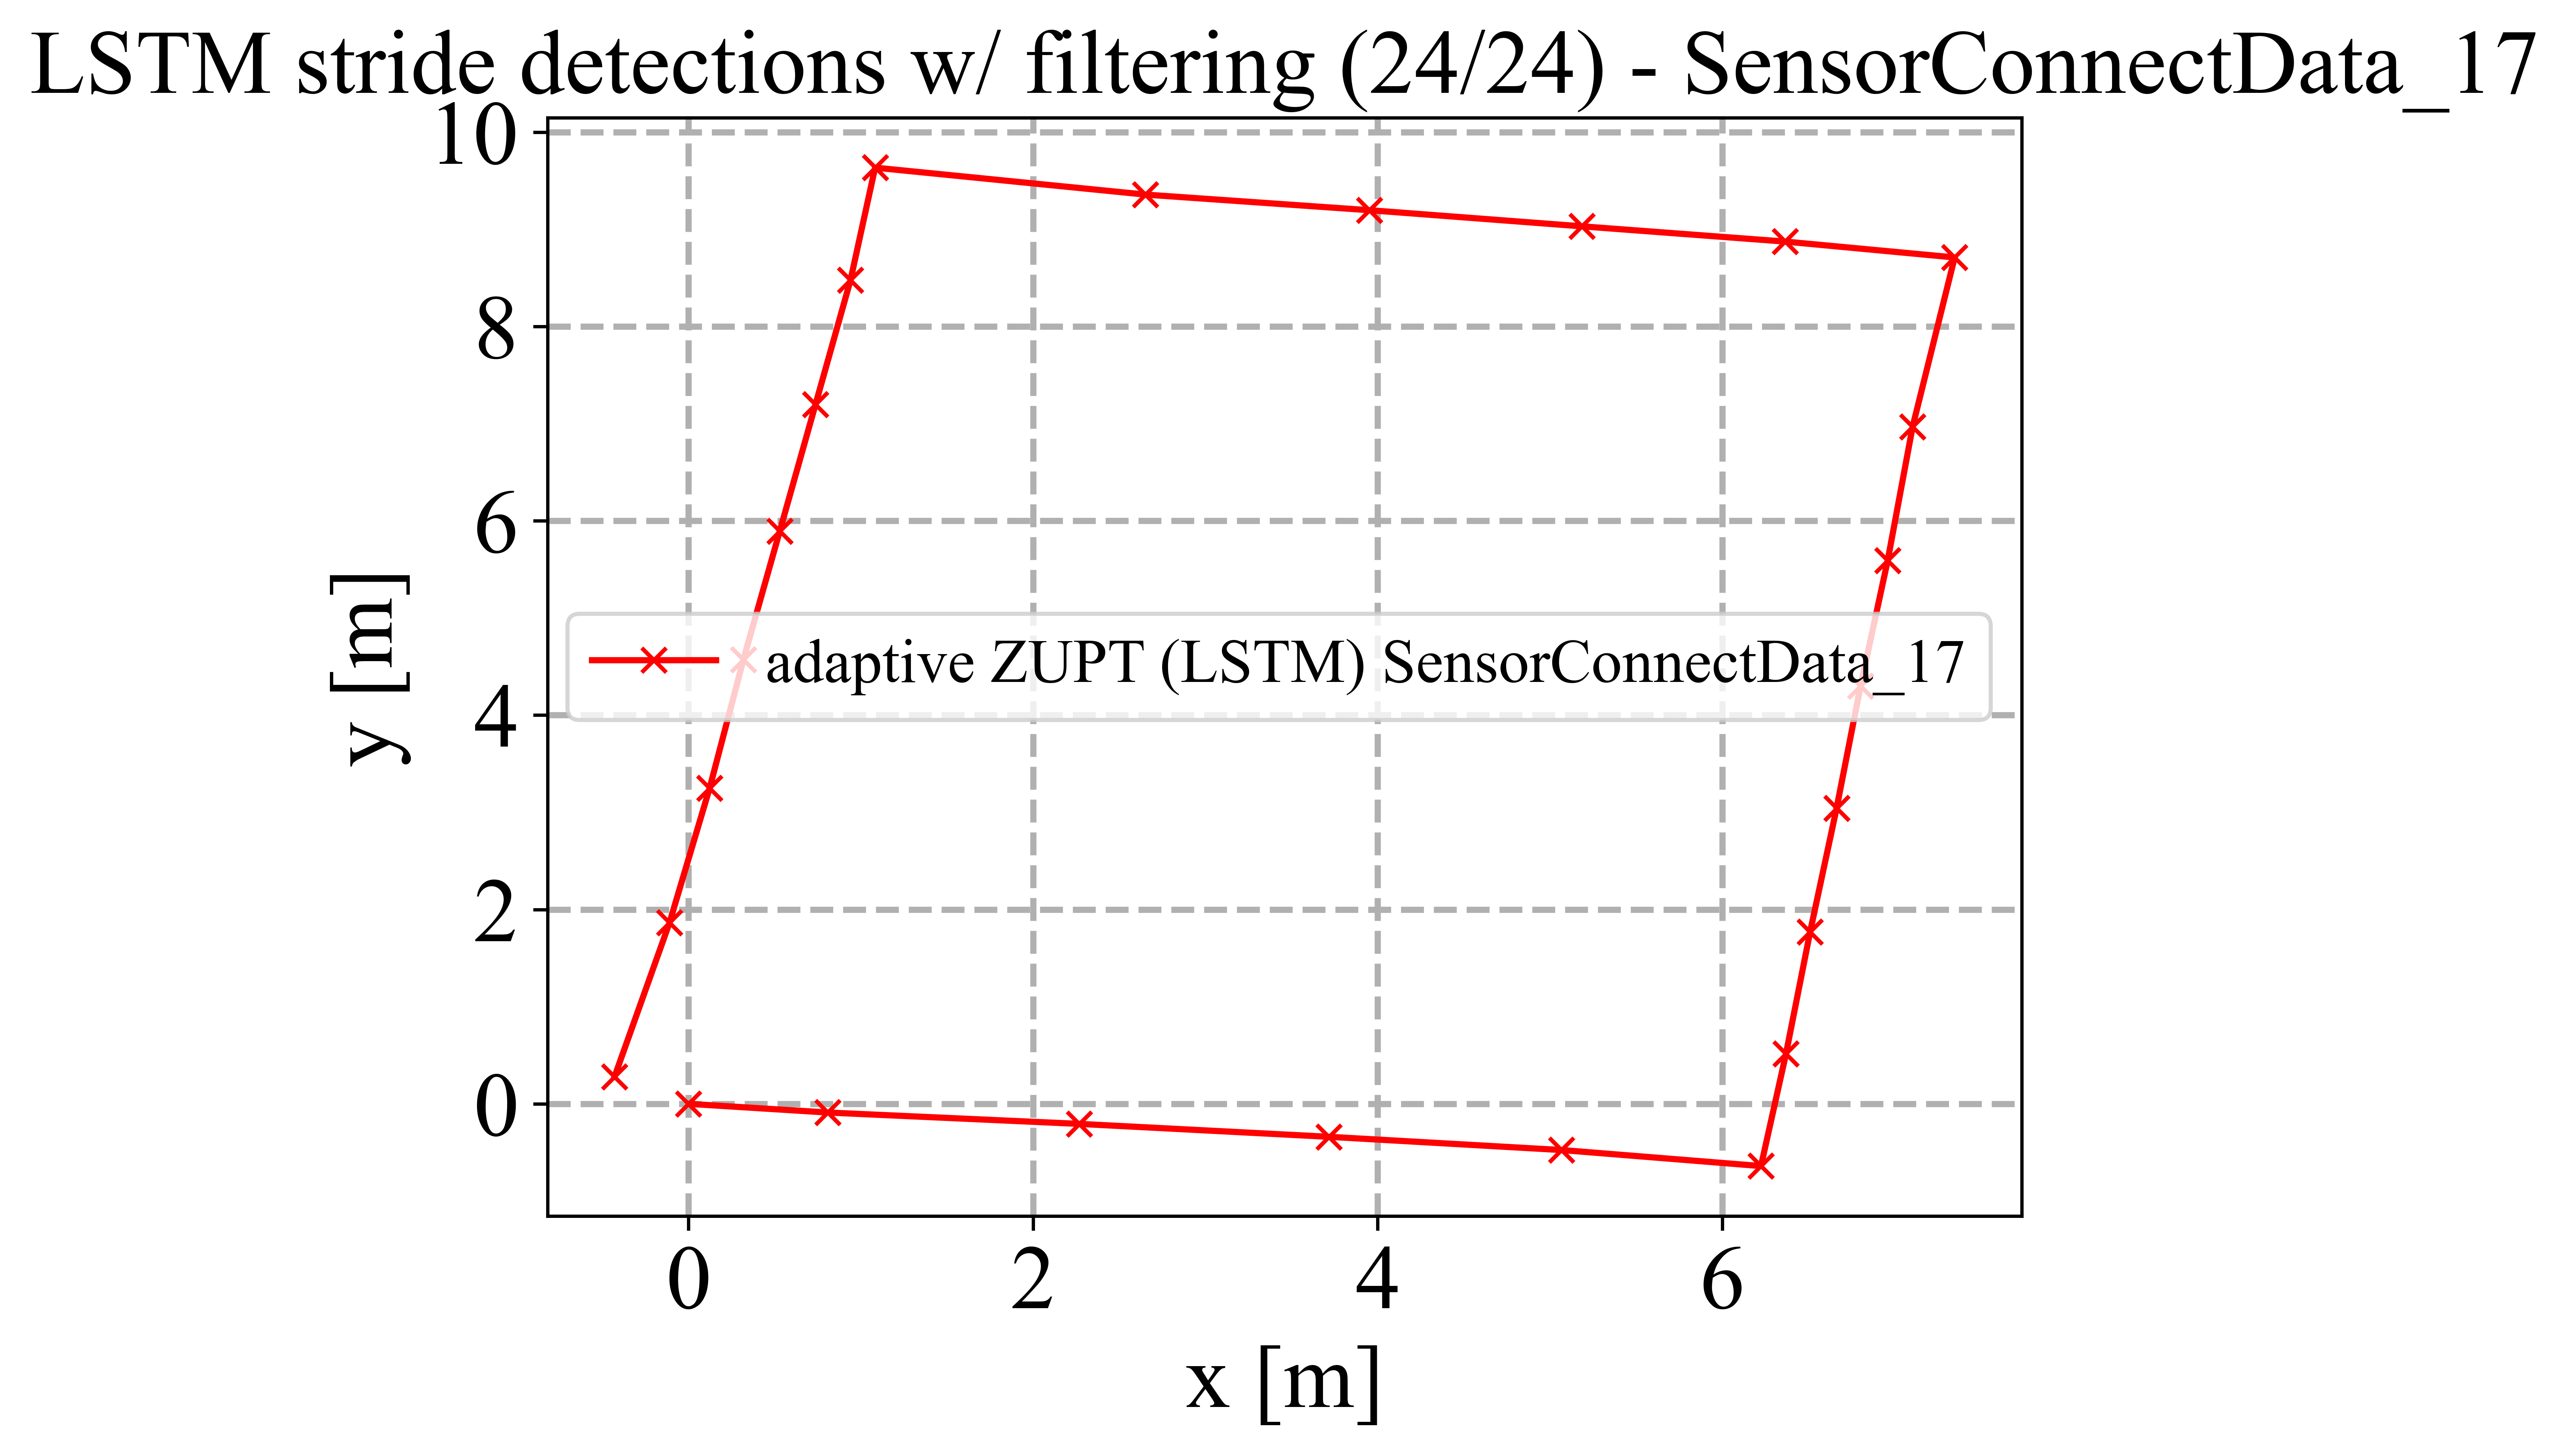 LSTM stride detections w/ filtering (24/24) - SensorConnectData_17
10
8
6
4
2
0
y [m]
adaptive ZUPT (LSTM) SensorConnectData_17
0 2 4 6
x [m]